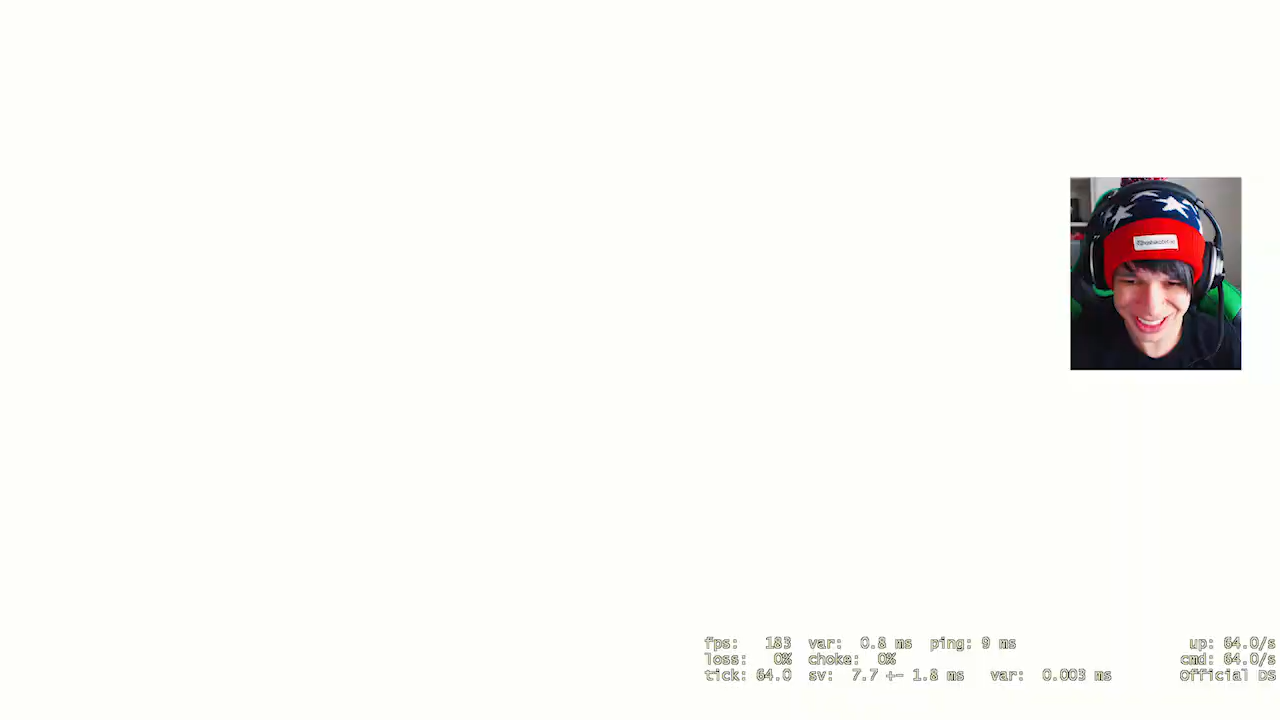 fps: 183 var: 0.8 ms ping: 9 ms up: 64.0/s
loss: 0% choke: 0% cmd: 64.0/s
tick: 64.0 sv: 7.7 +- 1.8 ms var: 0.003 ms Official DS